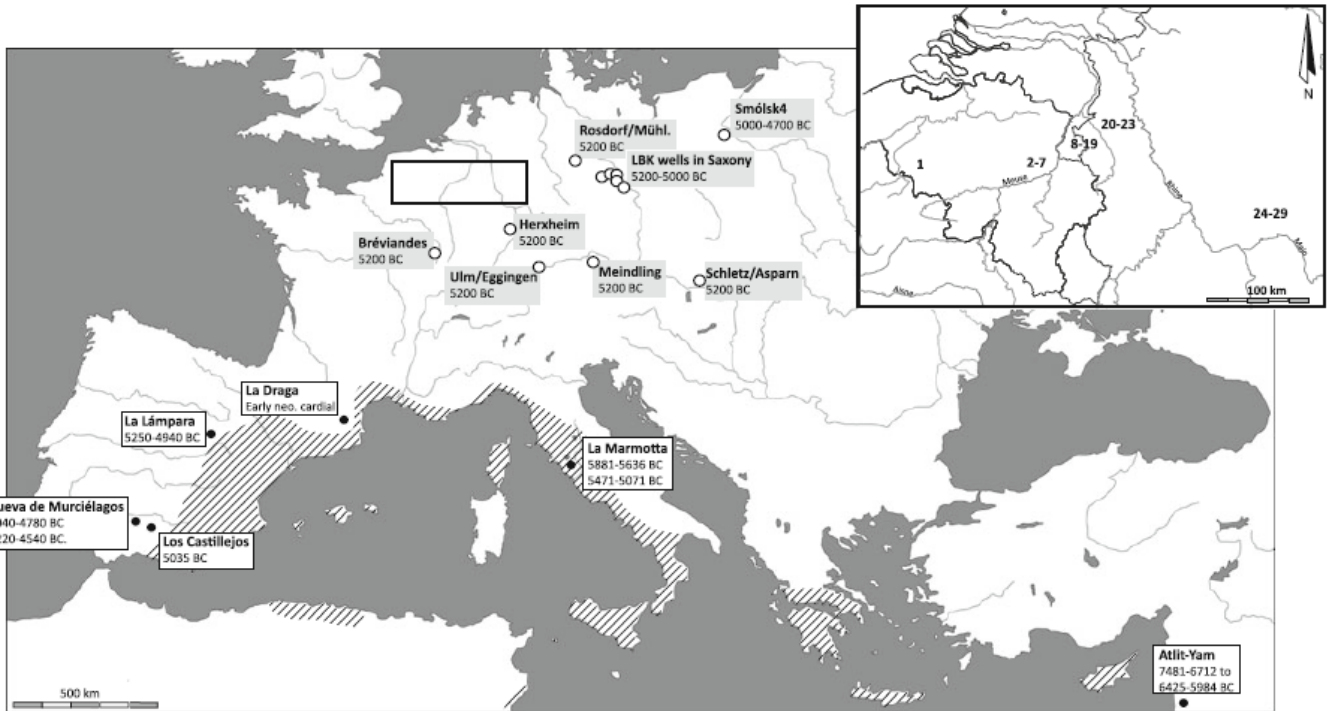 N
20-23
8-19
1
2-7
Meuse
Rhine
24-29
Main
Aisne
100 km
Smólsk4
5000-4700 BC
Rosdorf/Mühl.
5200 BC
LBK wells in Saxony
5200-5000 BC
Herxheim
5200 BC
Bréviandes
5200 BC
Ulm/Eggingen
5200 BC
Meindling
5200 BC
Schletz/Asparn
5200 BC
La Draga
Early neo. cardial
La Lámpara
5250-4940 BC
La Marmotta
5881-5636 BC
5471-5071 BC
ueva de Murciélagos
040-4780 BC
220-4540 BC.
Los Castillejos
5035 BC
Atlit-Yam
7481-6712 to
6425-5984 BC
500 km